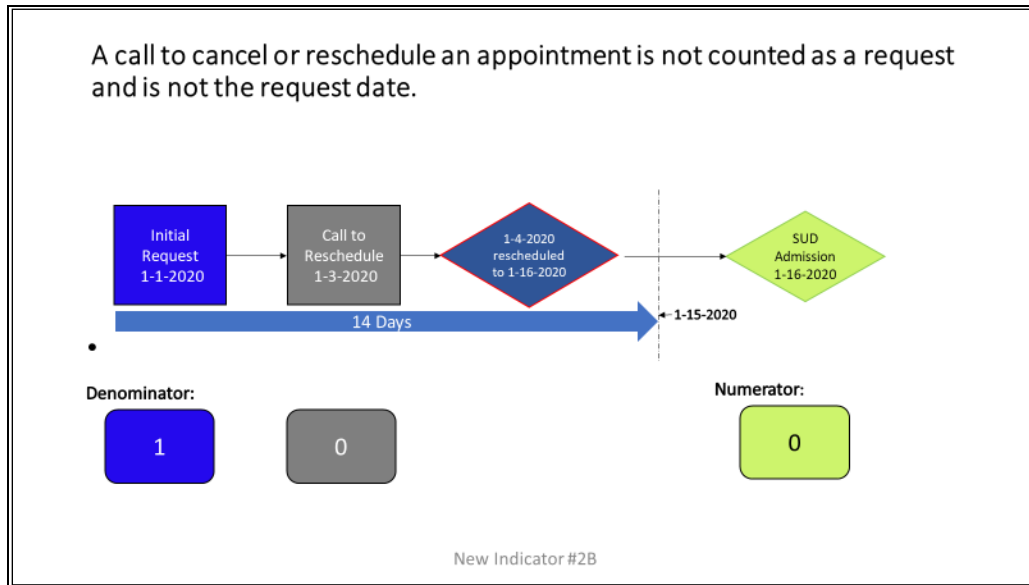 A call to cancel or reschedule an appointment is not counted as a request
and is not the request date.
Initial
Request
1-1-2020
Call to
Reschedule
1-3-2020
1-4-2020
rescheduled
to 1-16-2020
SUD
Admission
1-16-2020
14 Days
1-15-2020
•
Denominator:
Numerator:
1
0
0
New Indicator #2B